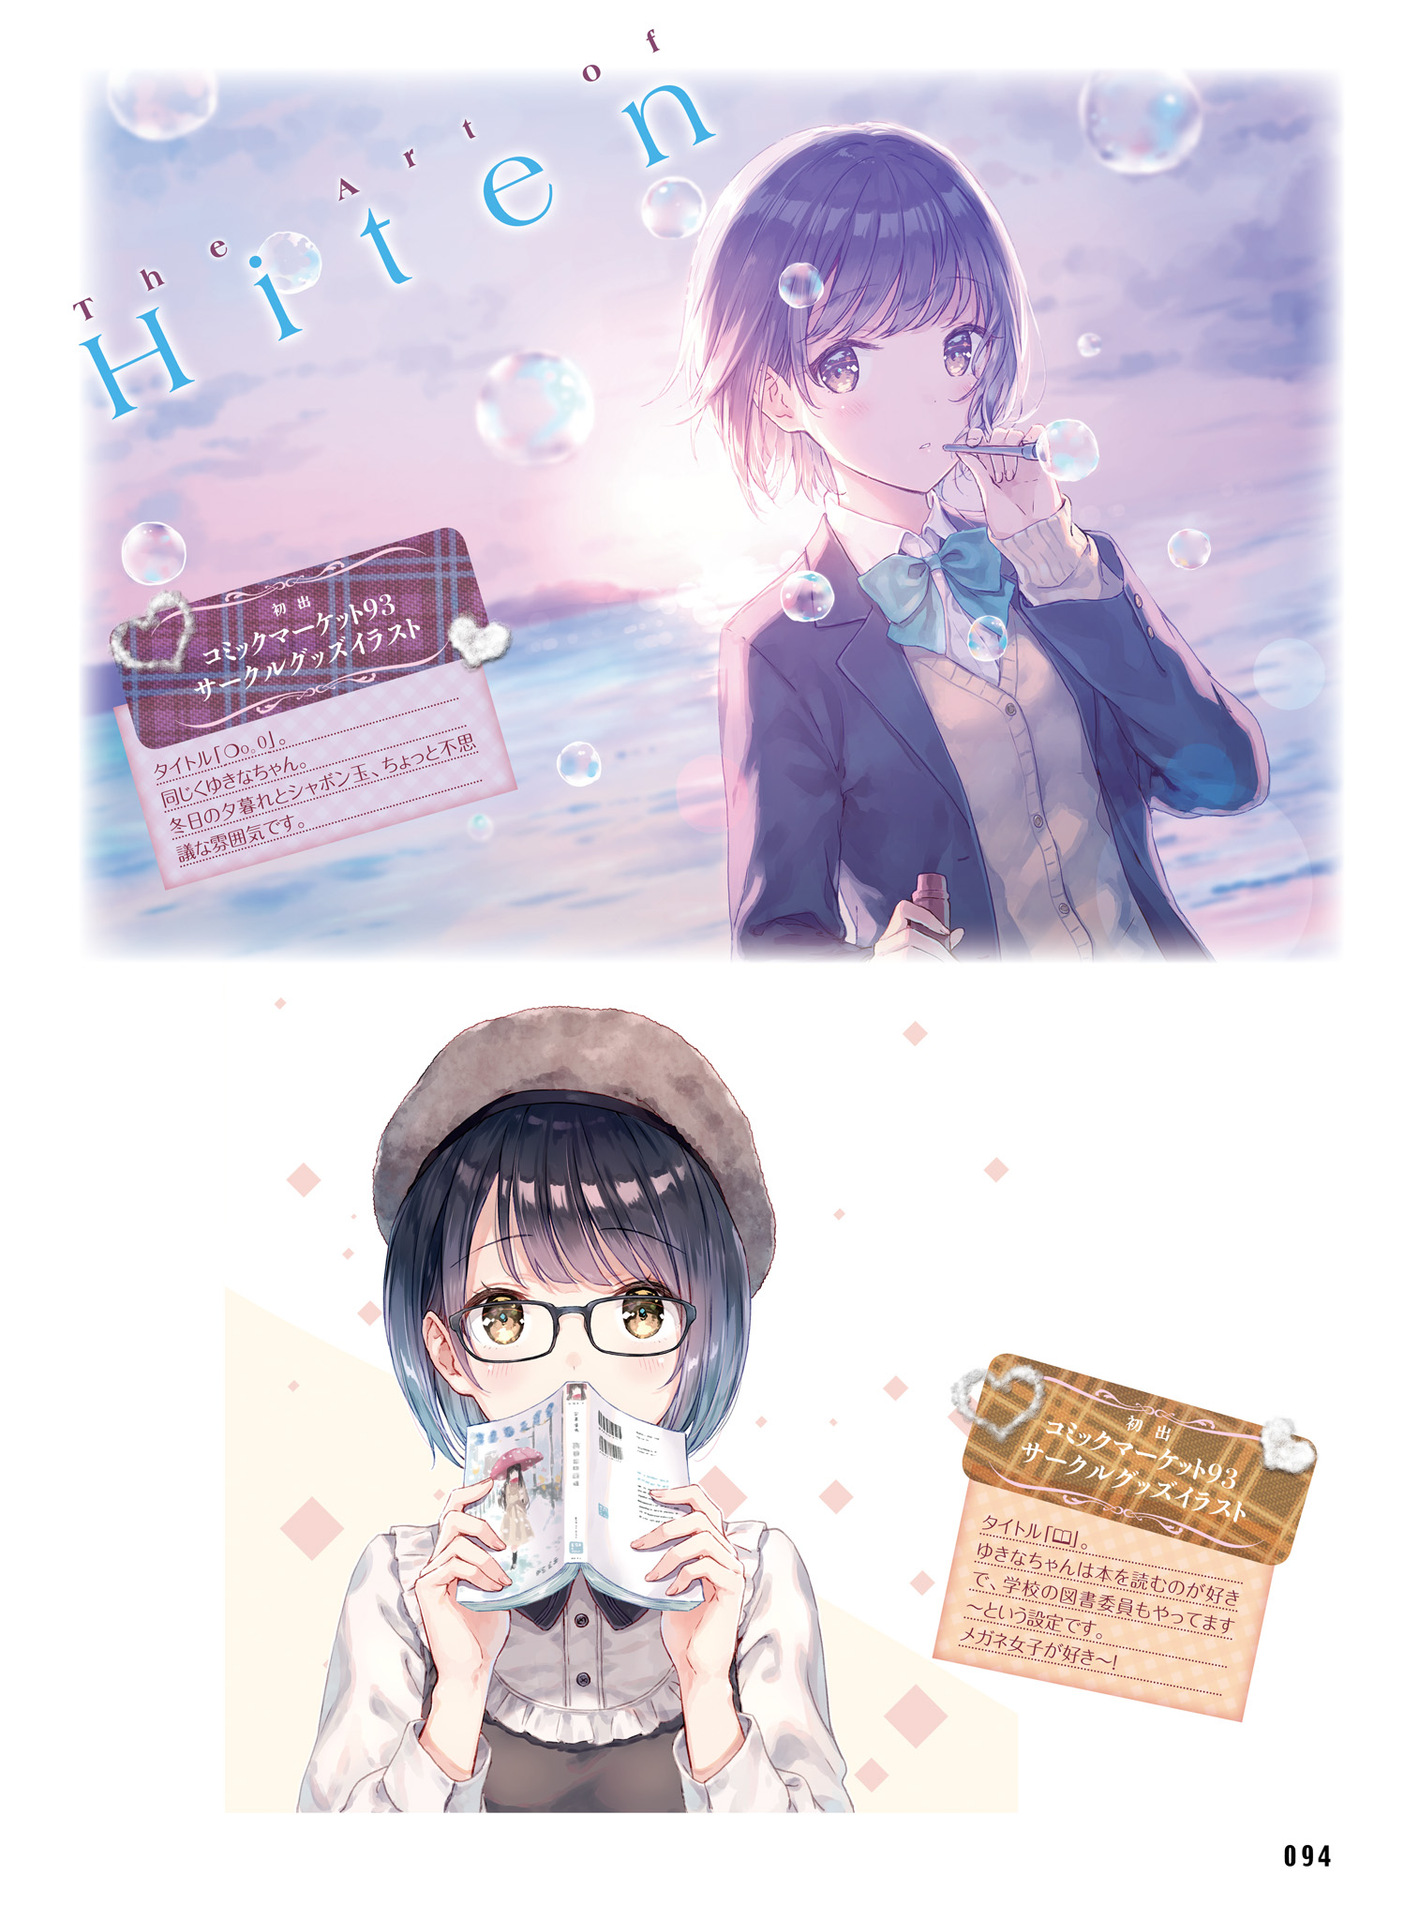 The Art of
Hiten
初出
コミックマーケット93
サークルグッズイラスト
タイトル「〇o｡0」。
同じくゆきなちゃん。
冬日の夕暮れとシャボン玉、ちょっと不思
議な雰囲気です。
初出
コミックマーケット93
サークルグッズイラスト
タイトル「🕮」。
ゆきなちゃんは本を読むのが好き
で、学校の図書委員もやってます
〜という設定です。
メガネ女子が好き〜!
094